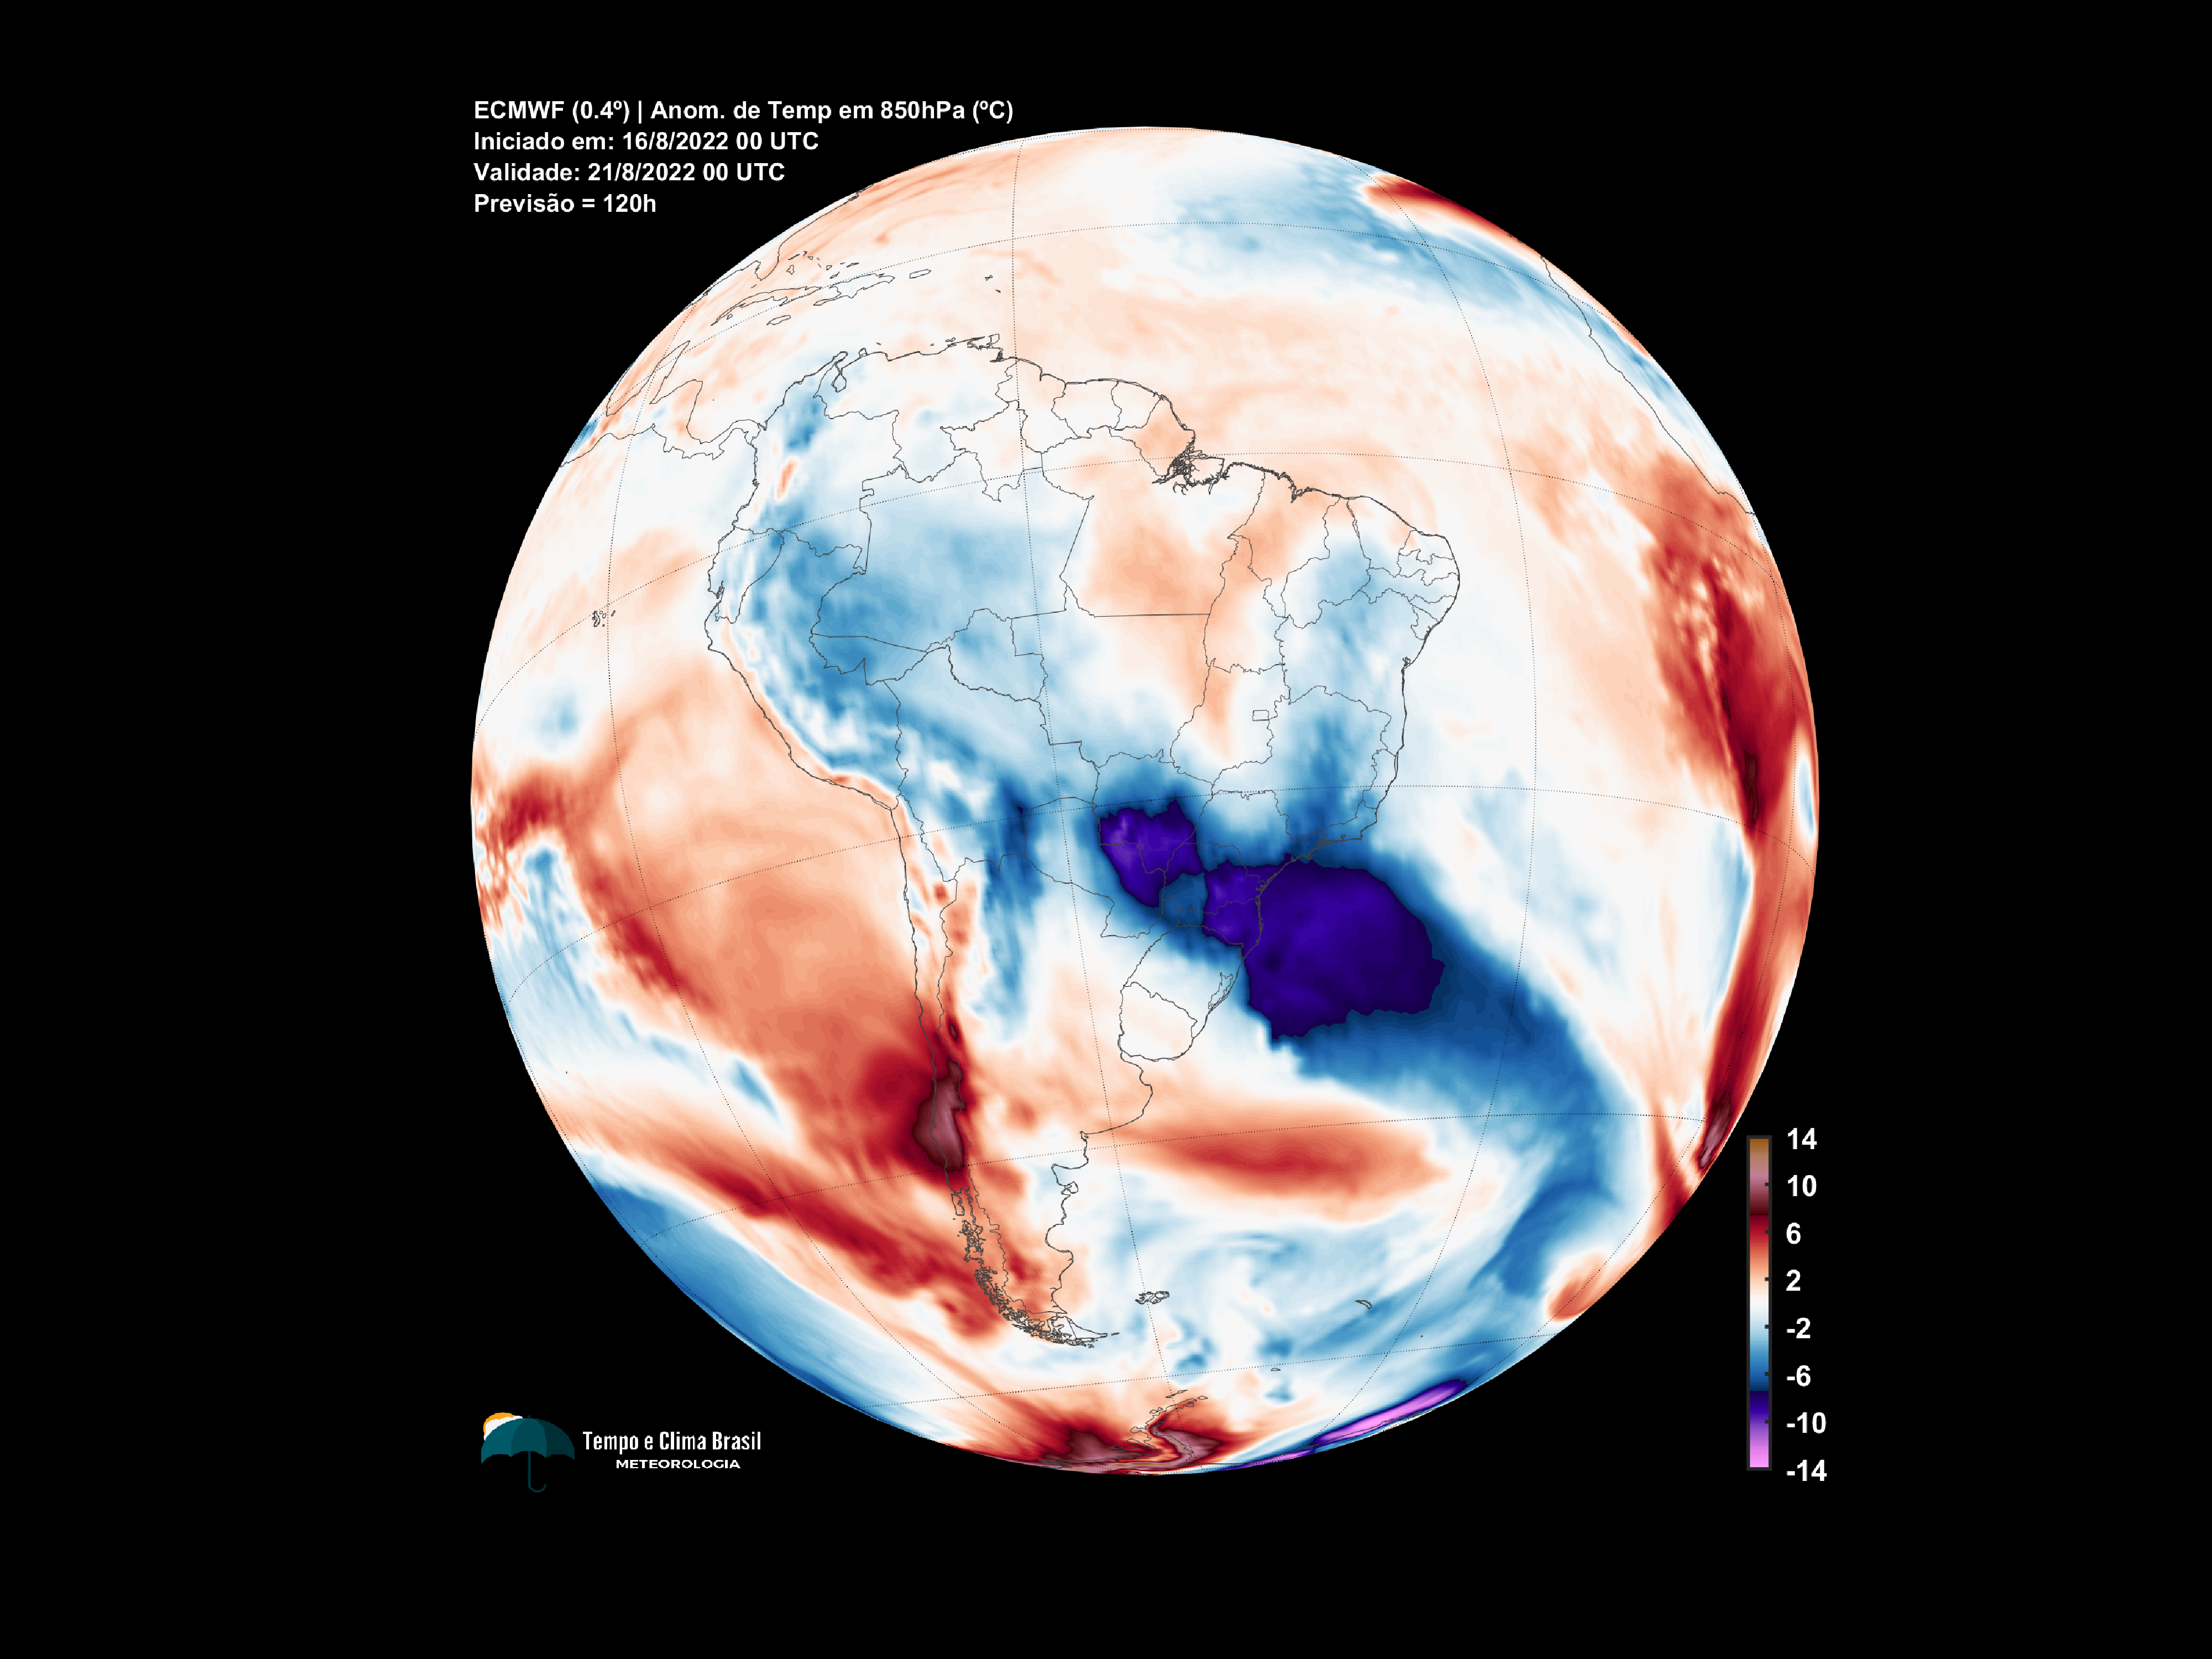 ECMWF (0.4º) | Anom. de Temp em 850hPa (ºC)
Iniciado em: 16/8/2022 00 UTC
Validade: 21/8/2022 00 UTC
Previsão = 120h
14
10
6
2
-2
-6
-10
-14
Tempo e Clima Brasil
METEOROLOGIA